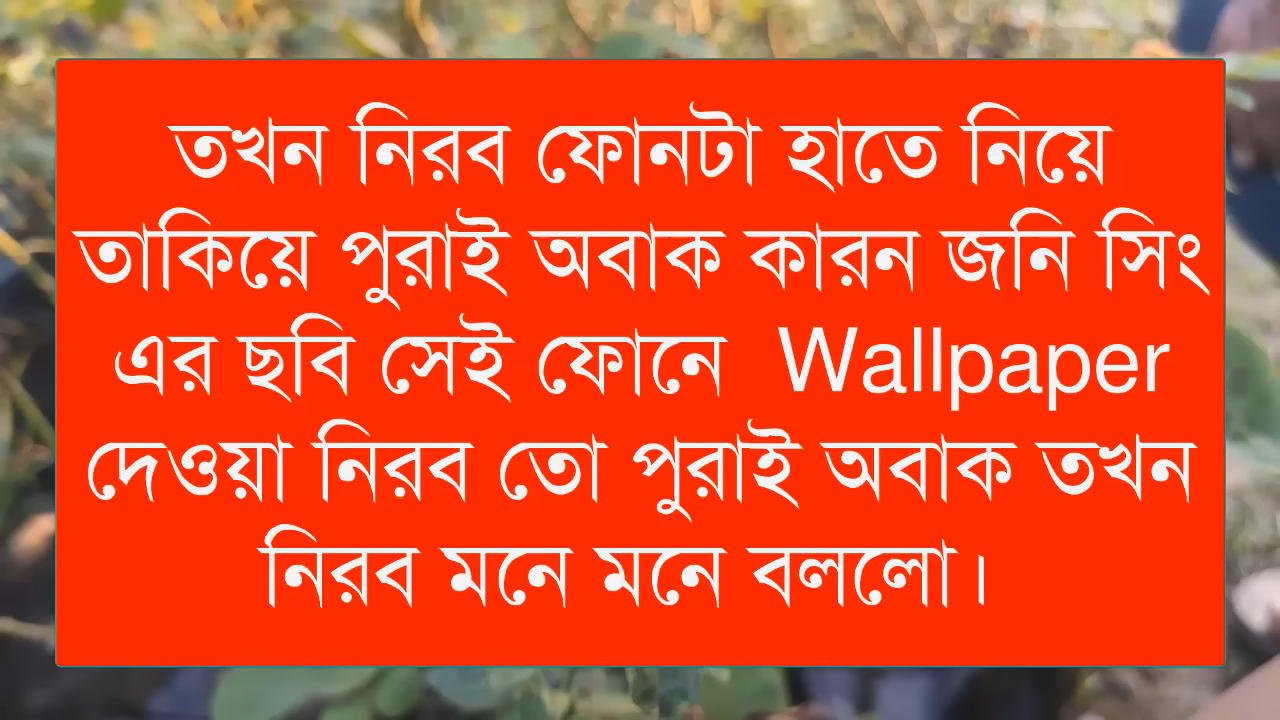 তখন নিরব ফোনটা হাতে নিয়ে
তাকিয়ে পুরাই অবাক কারন জনি সিং
এর ছবি সেই ফোনে Wallpaper
দেওয়া নিরব তো পুরাই অবাক তখন
নিরব মনে মনে বললো।